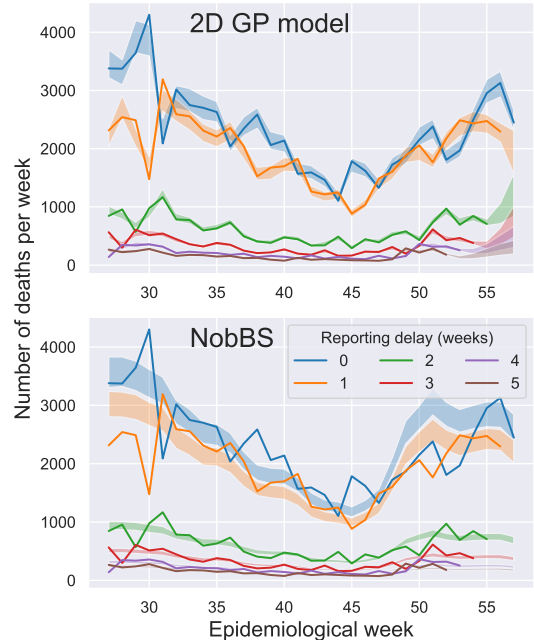 2D GP model
4000
3000
2000
1000
0
30 35 40 45 50 55
Number of deaths per week
NobBS
Reporting delay (weeks)
0 2 4
1 3 5
4000
3000
2000
1000
0
30 35 40 45 50 55
Epidemiological week